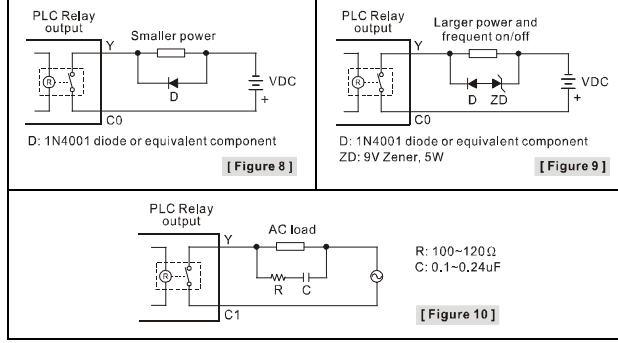 PLC Relay
output
Y
Smaller power
R
D
VDC
+
C0
D: 1N4001 diode or equivalent component
[ Figure 8 ]
PLC Relay
output
Y
Larger power and
frequent on/off
R
D ZD
VDC
+
C0
D: 1N4001 diode or equivalent component
ZD: 9V Zener, 5W
[ Figure 9 ]
PLC Relay
output
Y
AC load
R
R C
C1
R: 100~120Ω
C: 0.1~0.24uF
[ Figure 10 ]